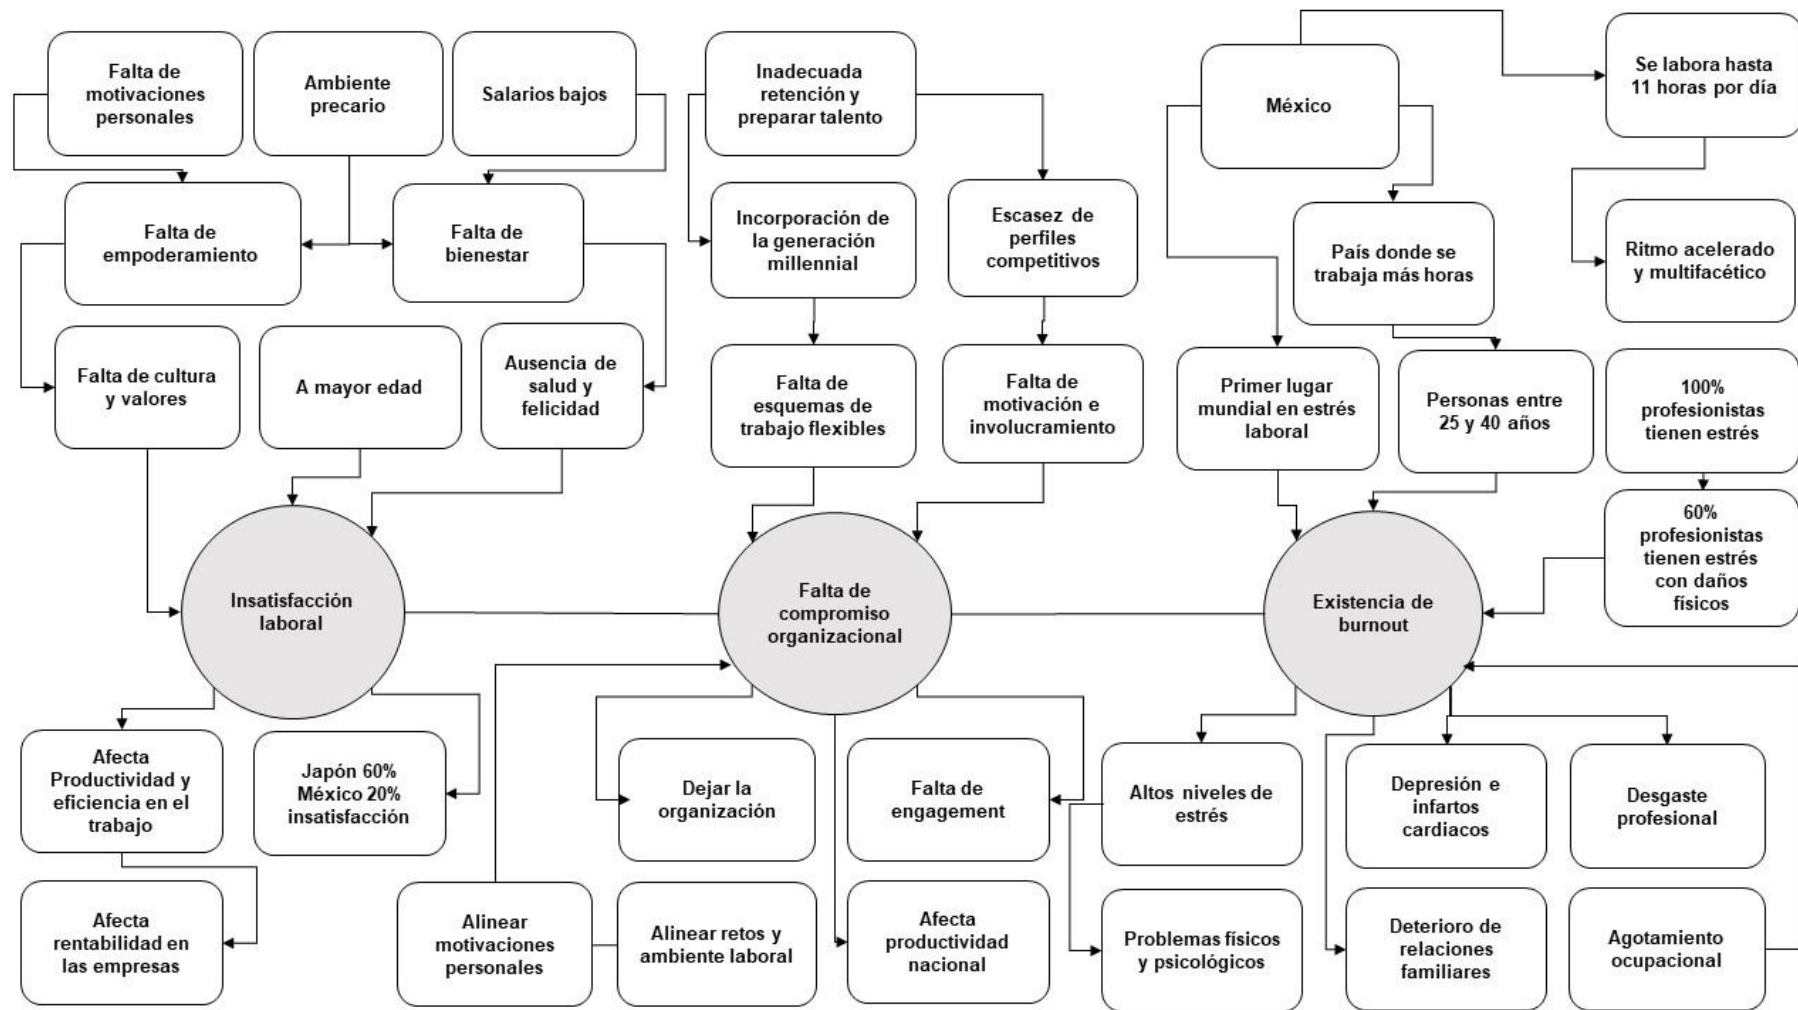 Falta de
motivaciones
personales
Ambiente
precario
Salarios bajos
Inadecuada
retención y
preparar talento
México
Se labora hasta
11 horas por día
Falta de
empoderamiento
Falta de
bienestar
Incorporación de
la generación
millennial
Escasez de
perfiles
competitivos
País donde se
trabaja más horas
Ritmo acelerado
y multifacético
Falta de cultura
y valores
A mayor edad
Ausencia de
salud y
felicidad
Falta de
esquemas de
trabajo flexibles
Falta de
motivación e
involucramiento
Primer lugar
mundial en estrés
laboral
Personas entre
25 y 40 años
100%
profesionistas
tienen estrés
60%
profesionistas
tienen estrés
con daños
físicos
Insatisfacción
laboral
Falta de
compromiso
organizacional
Existencia de
burnout
Afecta
Productividad y
eficiencia en el
trabajo
Japón 60%
México 20%
insatisfacción
Dejar la
organización
Falta de
engagement
Altos niveles de
estrés
Depresión e
infartos
cardiacos
Desgaste
profesional
Afecta
rentabilidad en
las empresas
Alinear
motivaciones
personales
Alinear retos y
ambiente laboral
Afecta
productividad
nacional
Problemas físicos
y psicológicos
Deterioro de
relaciones
familiares
Agotamiento
ocupacional